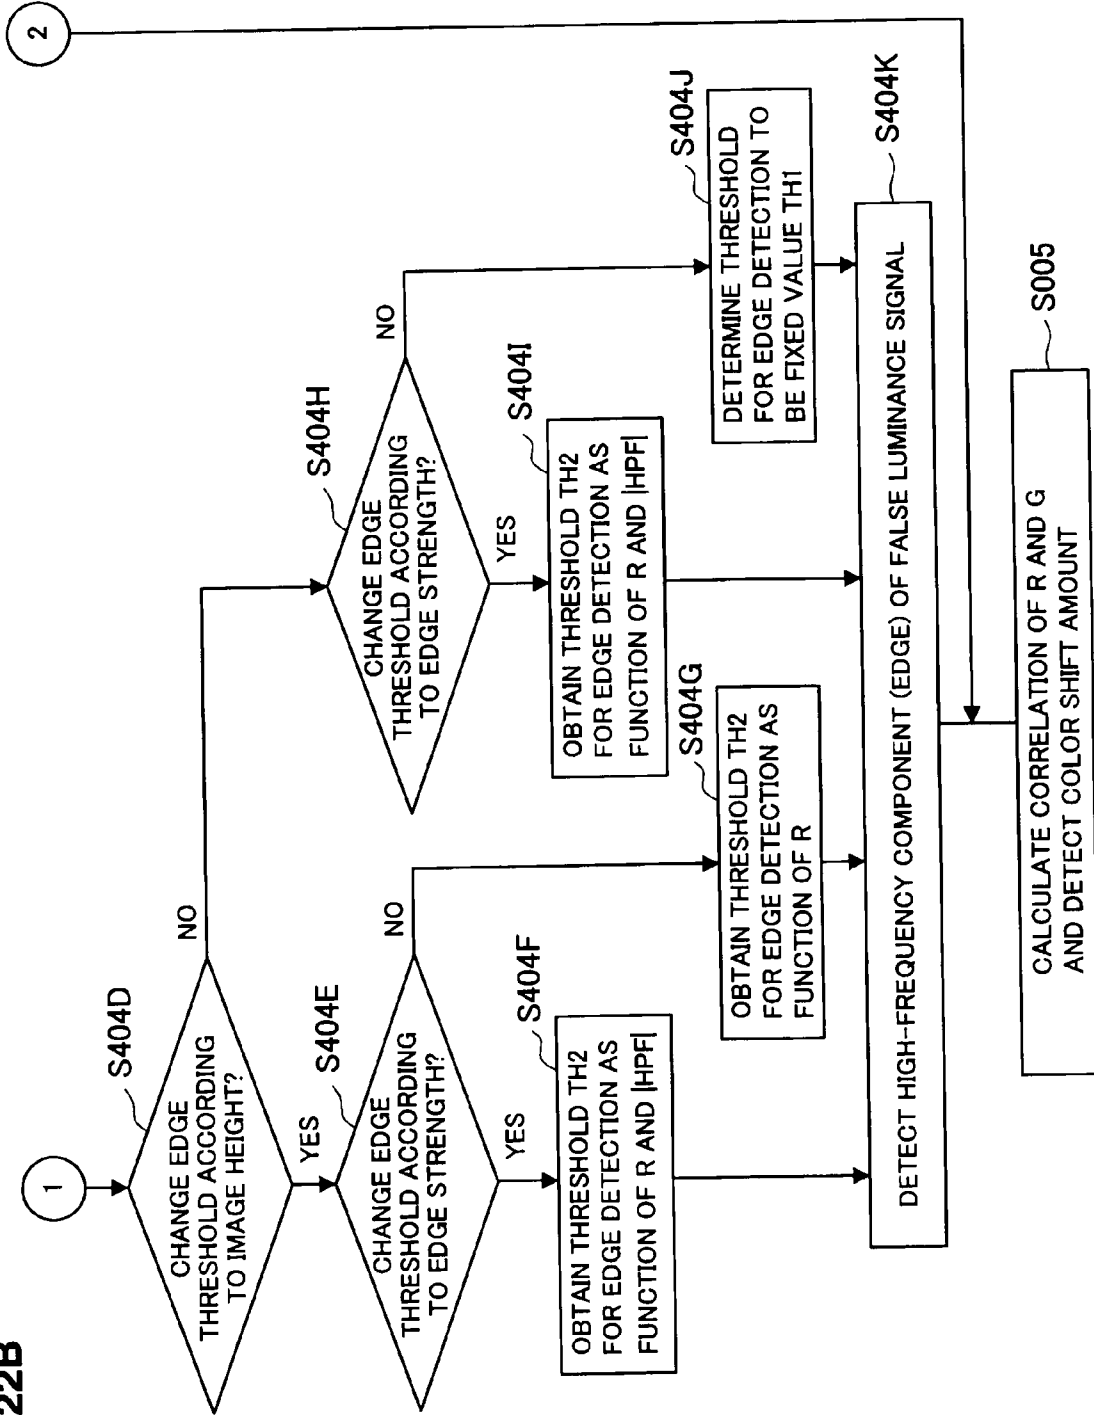 22B
1
2
CHANGE EDGE
THRESHOLD ACCORDING
TO IMAGE HEIGHT?
S404D
NO
YES
CHANGE EDGE
THRESHOLD ACCORDING
TO EDGE STRENGTH?
S404E
NO
YES
OBTAIN THRESHOLD TH2
FOR EDGE DETECTION AS
FUNCTION OF R AND |HPF|
S404F
OBTAIN THRESHOLD TH2
FOR EDGE DETECTION AS
FUNCTION OF R
S404G
CHANGE EDGE
THRESHOLD ACCORDING
TO EDGE STRENGTH?
S404H
NO
YES
OBTAIN THRESHOLD TH2
FOR EDGE DETECTION AS
FUNCTION OF R AND |HPF|
S404I
DETERMINE THRESHOLD
FOR EDGE DETECTION TO
BE FIXED VALUE TH1
S404J
DETECT HIGH-FREQUENCY COMPONENT (EDGE) OF FALSE LUMINANCE SIGNAL
S404K
CALCULATE CORRELATION OF R AND G
AND DETECT COLOR SHIFT AMOUNT
S005